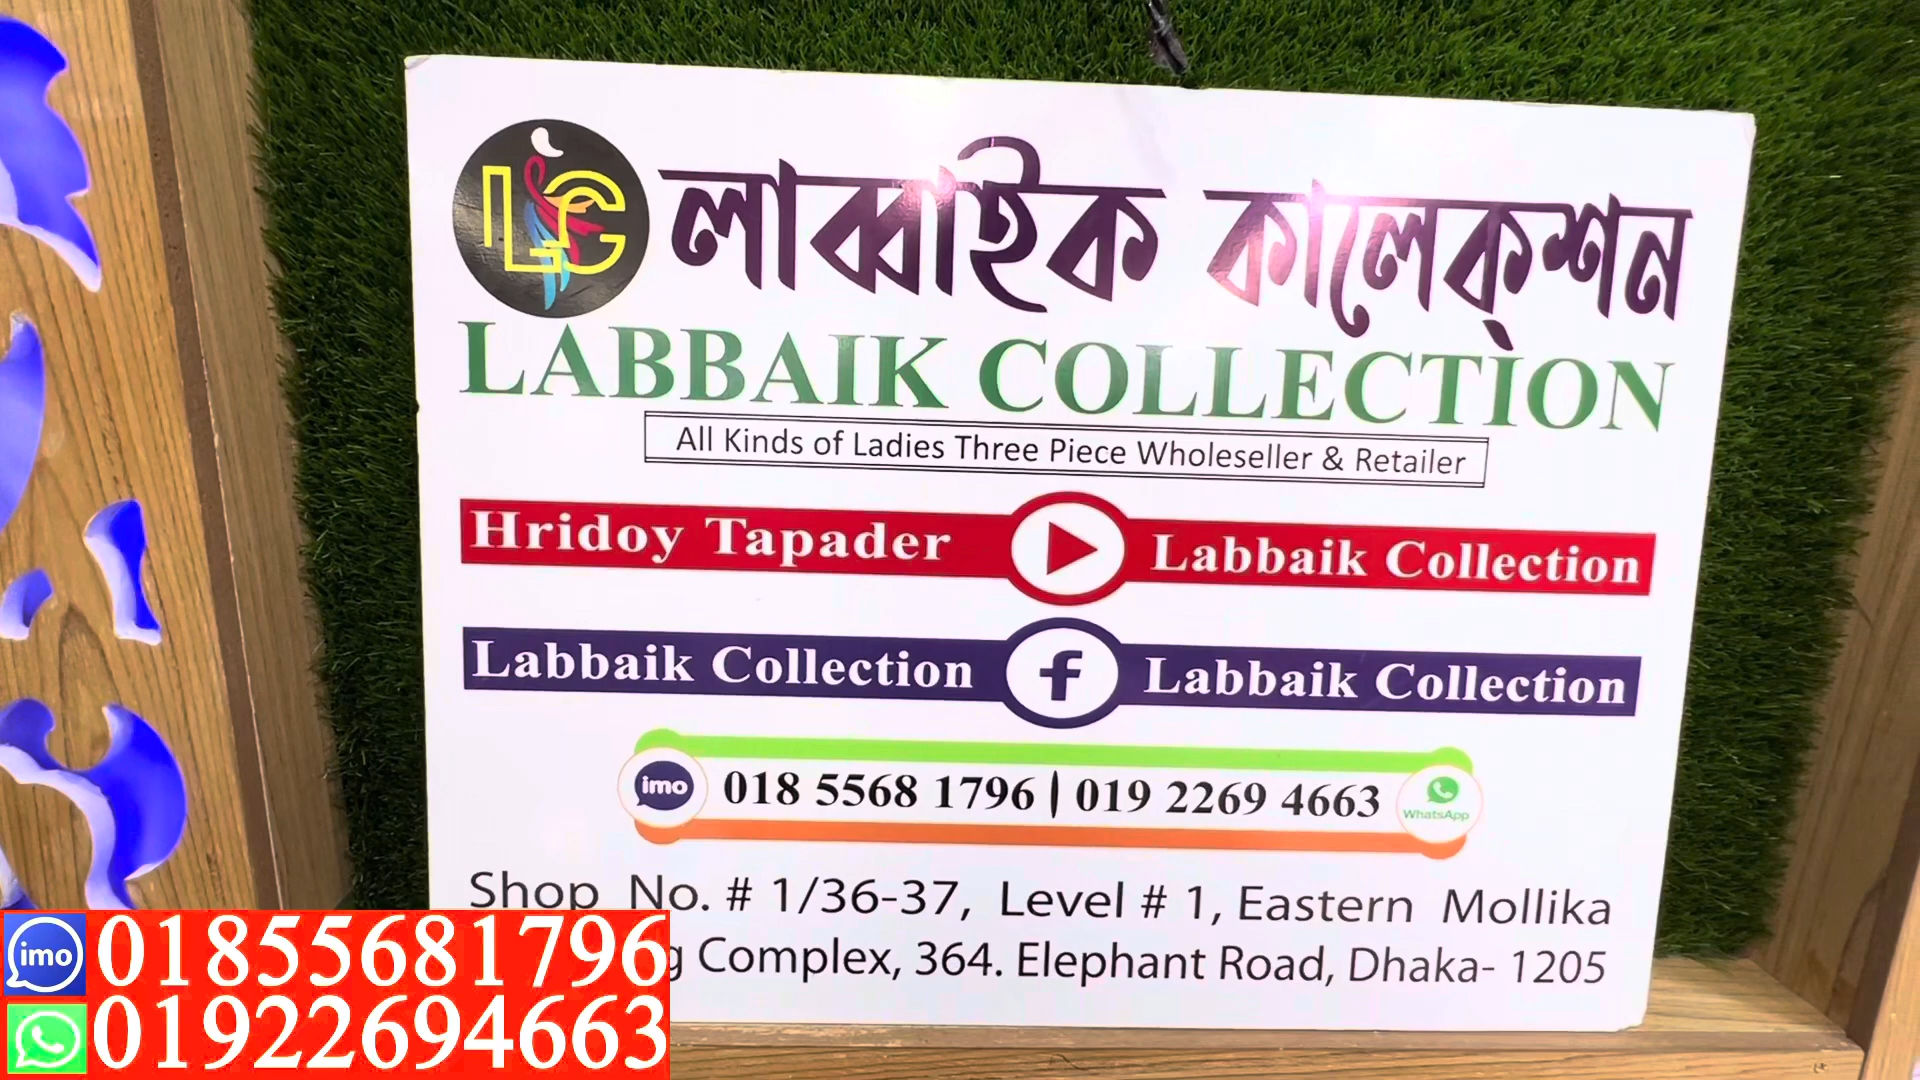 LC
লাব্বাইক কালেক্শন
LABBAIK COLLECTION
All Kinds of Ladies Three Piece Wholeseller & Retailer
Hridoy Tapader Labbaik Collection
Labbaik Collection f Labbaik Collection
imo 018 5568 1796 | 019 2269 4663 WhatsApp
Shop No. # 1/36-37, Level # 1, Eastern Mollika
Complex, 364. Elephant Road, Dhaka- 1205
imo 01855681796
01922694663